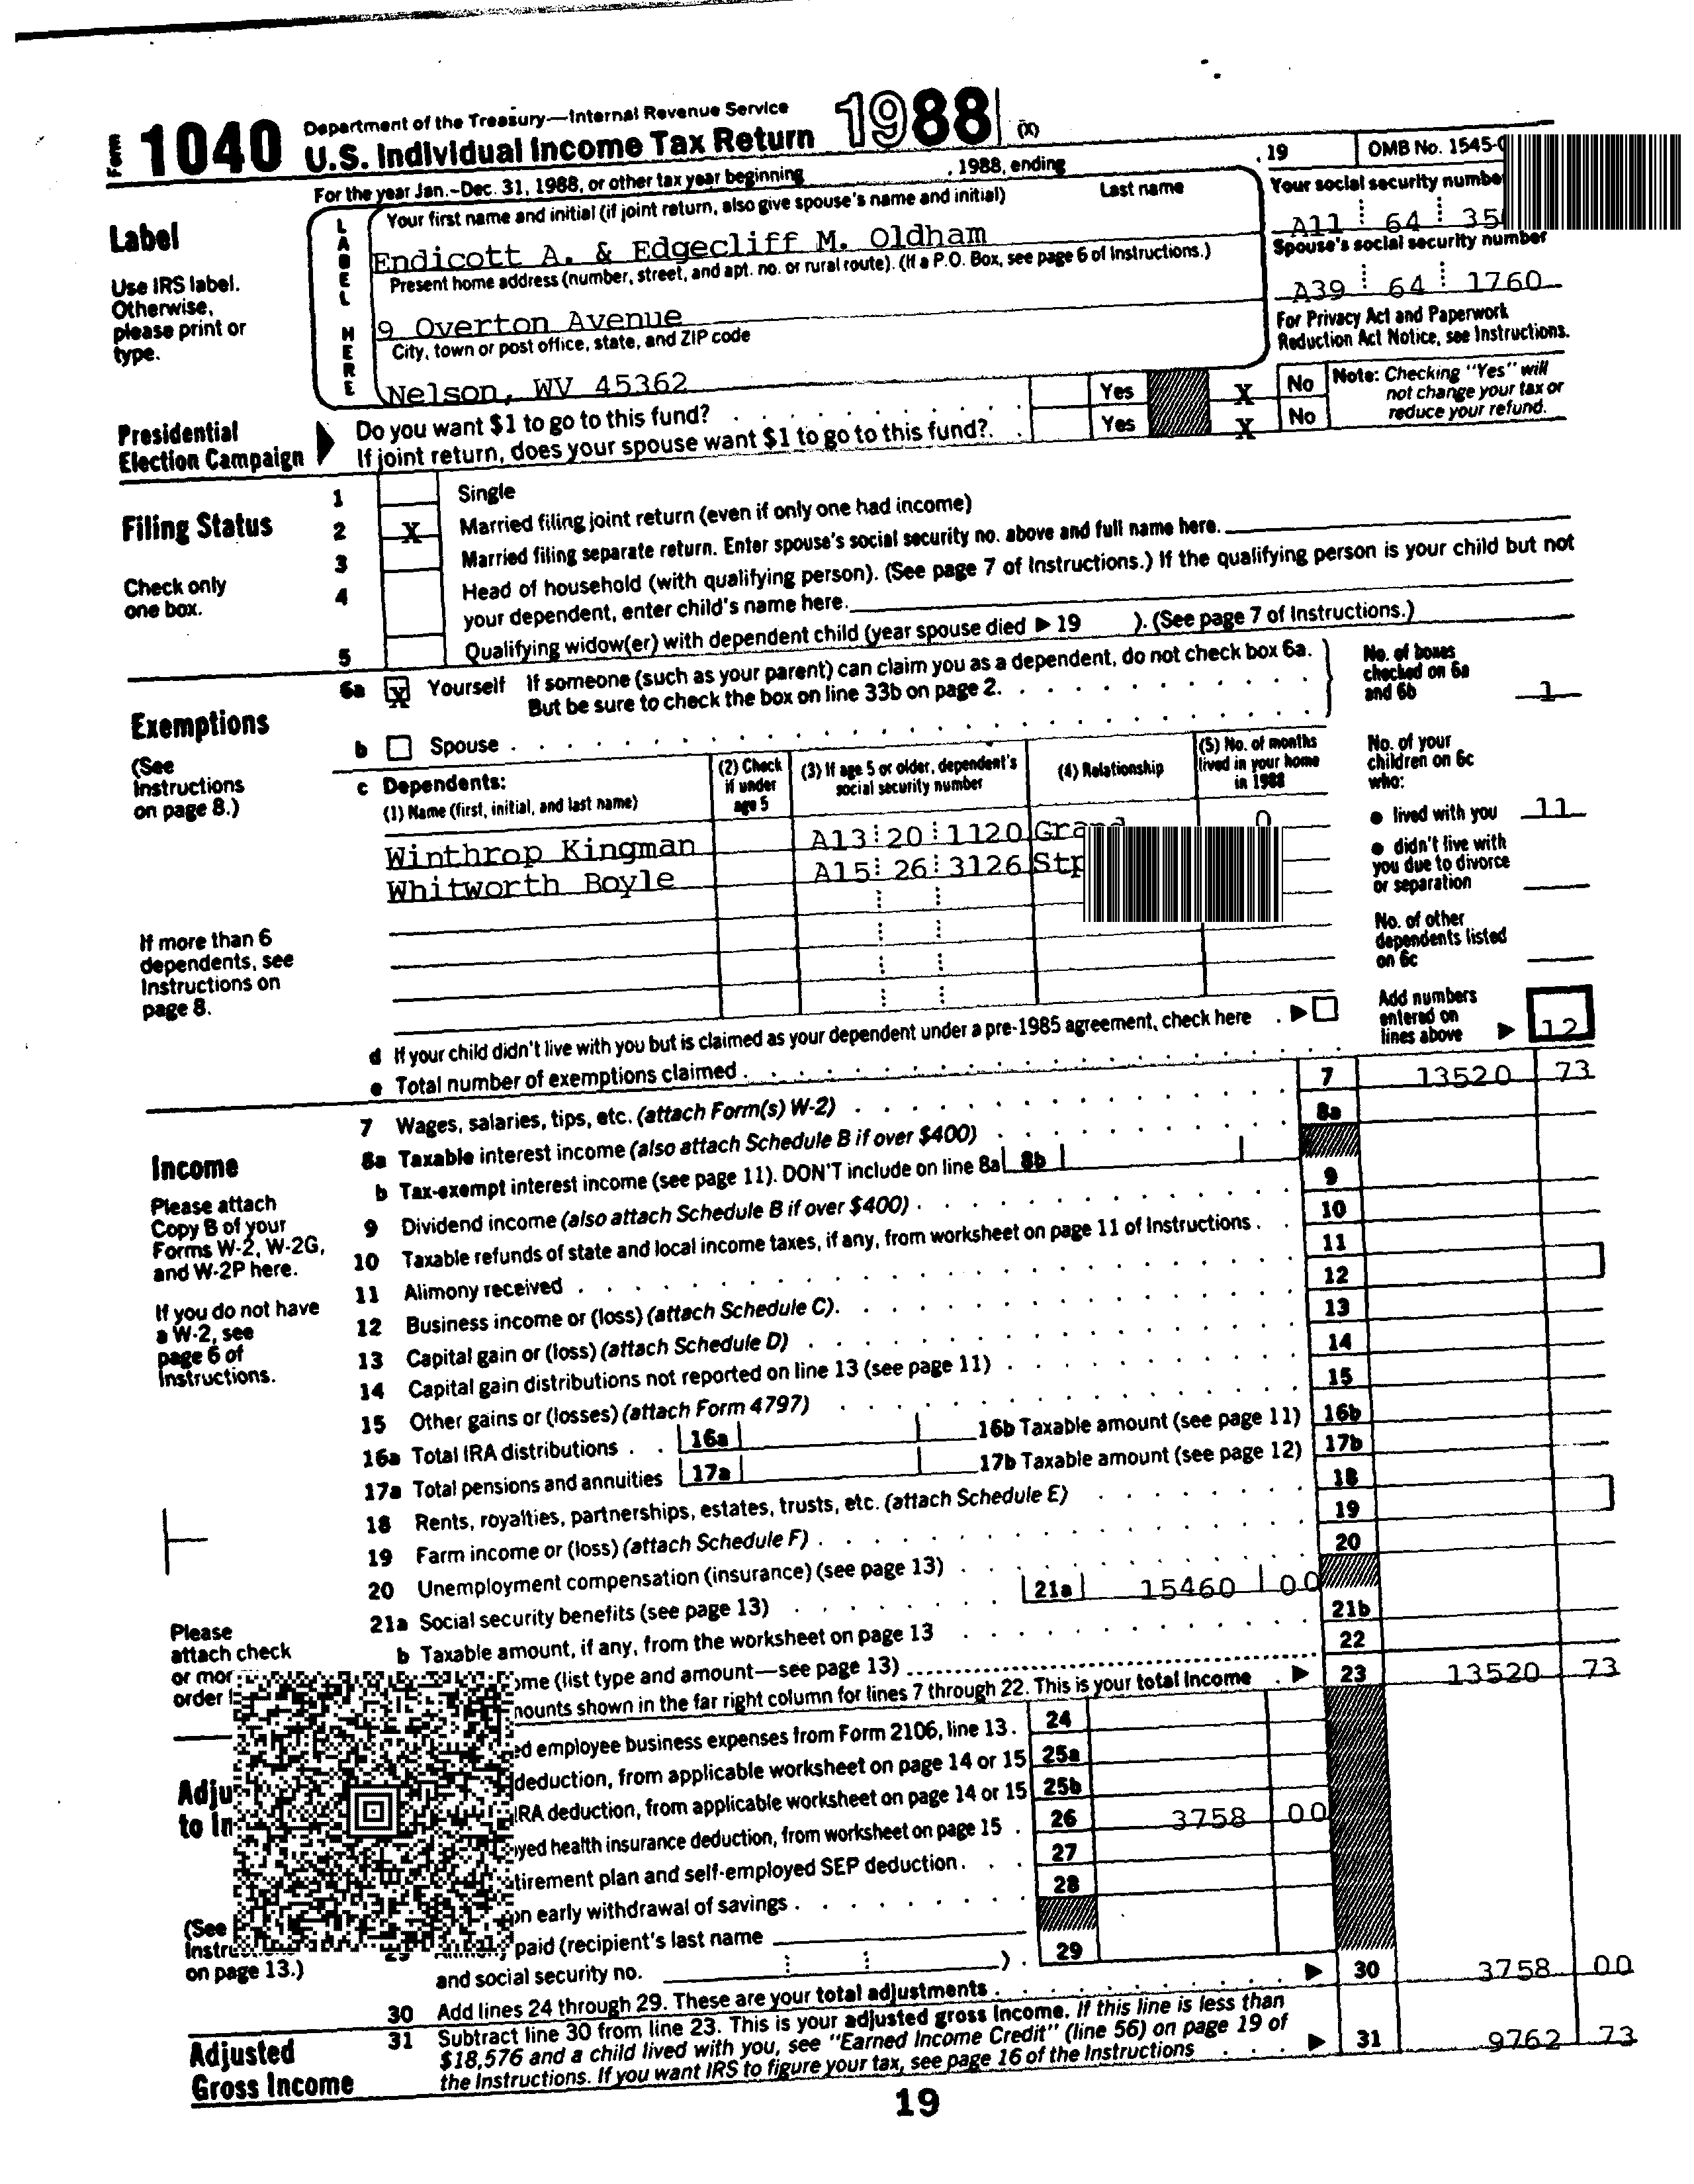 Form 1040 Department of the Treasury—Internal Revenue Service
U.S. Individual Income Tax Return 1988 (X)
For the year Jan.-Dec. 31, 1988, or other tax year beginning , 1988, ending , 19 OMB No. 1545-
Label
Use IRS label.
Otherwise,
please print or
type.
LABEL HERE
Your first name and initial (if joint return, also give spouse's name and initial) Last name
Endicott A. & Edgecliff M. Oldham
Present home address (number, street, and apt. no. or rural route). (If a P.O. Box, see page 6 of Instructions.)
9 Overton Avenue
City, town or post office, state, and ZIP code
Nelson, WV 45362
Your social security numbe
A11 64 35
Spouse's social security number
A39 64 1760
For Privacy Act and Paperwork
Reduction Act Notice, see Instructions.
Presidential
Election Campaign
Do you want $1 to go to this fund? Yes X No
If joint return, does your spouse want $1 to go to this fund? Yes X No
Note: Checking "Yes" will
not change your tax or
reduce your refund.
Filing Status
Check only
one box.
1 Single
2 X Married filing joint return (even if only one had income)
3 Married filing separate return. Enter spouse's social security no. above and full name here.
4 Head of household (with qualifying person). (See page 7 of Instructions.) If the qualifying person is your child but not
your dependent, enter child's name here.
5 Qualifying widow(er) with dependent child (year spouse died ▶ 19 ). (See page 7 of Instructions.)
Exemptions
(See
Instructions
on page 8.)
6a X Yourself If someone (such as your parent) can claim you as a dependent, do not check box 6a.
But be sure to check the box on line 33b on page 2.
b Spouse
No. of boxes
checked on 6a
and 6b 1
c Dependents:
(1) Name (first, initial, and last name)
(2) Check
if under
age 5
(3) If age 5 or older, dependent's
social security number
(4) Relationship
(5) No. of months
lived in your home
in 1988
Winthrop Kingman A13 20 1120 Grand 0
Whitworth Boyle A15 26 3126 Stp
No. of your
children on 6c
who:
● lived with you 11
● didn't live with
you due to divorce
or separation
No. of other
dependents listed
on 6c
If more than 6
dependents, see
Instructions on
page 8.
d If your child didn't live with you but is claimed as your dependent under a pre-1985 agreement, check here ▶
e Total number of exemptions claimed
Add numbers
entered on
lines above ▶ 12
Income
Please attach
Copy B of your
Forms W-2, W-2G,
and W-2P here.
If you do not have
a W-2, see
page 6 of
Instructions.
7 Wages, salaries, tips, etc. (attach Form(s) W-2) 7 13520 73
8a Taxable interest income (also attach Schedule B if over $400) 8a
b Tax-exempt interest income (see page 11). DON'T include on line 8a 8b
9 Dividend income (also attach Schedule B if over $400) 9
10 Taxable refunds of state and local income taxes, if any, from worksheet on page 11 of Instructions 10
11 Alimony received 11
12 Business income or (loss) (attach Schedule C) 12
13 Capital gain or (loss) (attach Schedule D) 13
14 Capital gain distributions not reported on line 13 (see page 11) 14
15 Other gains or (losses) (attach Form 4797) 15
16a Total IRA distributions 16a 16b Taxable amount (see page 11) 16b
17a Total pensions and annuities 17a 17b Taxable amount (see page 12) 17b
18 Rents, royalties, partnerships, estates, trusts, etc. (attach Schedule E) 18
19 Farm income or (loss) (attach Schedule F) 19
20 Unemployment compensation (insurance) (see page 13) 20
21a Social security benefits (see page 13) 21a 15460 00
b Taxable amount, if any, from the worksheet on page 13 21b
Please
attach check
or mor
order
ome (list type and amount—see page 13) 22
nounts shown in the far right column for lines 7 through 22. This is your total income ▶ 23 13520 73
Adju
to In
(See
Instru
on page 13.)
ed employee business expenses from Form 2106, line 13 24
deduction, from applicable worksheet on page 14 or 15 25a
IRA deduction, from applicable worksheet on page 14 or 15 25b
yed health insurance deduction, from worksheet on page 15 26 3758 00
tirement plan and self-employed SEP deduction 27
on early withdrawal of savings 28
paid (recipient's last name
and social security no. ) 29
30 Add lines 24 through 29. These are your total adjustments ▶ 30 3758 00
Adjusted
Gross Income
31 Subtract line 30 from line 23. This is your adjusted gross income. If this line is less than
$18,576 and a child lived with you, see "Earned Income Credit" (line 56) on page 19 of
the Instructions. If you want IRS to figure your tax, see page 16 of the Instructions ▶ 31 9762 73
19